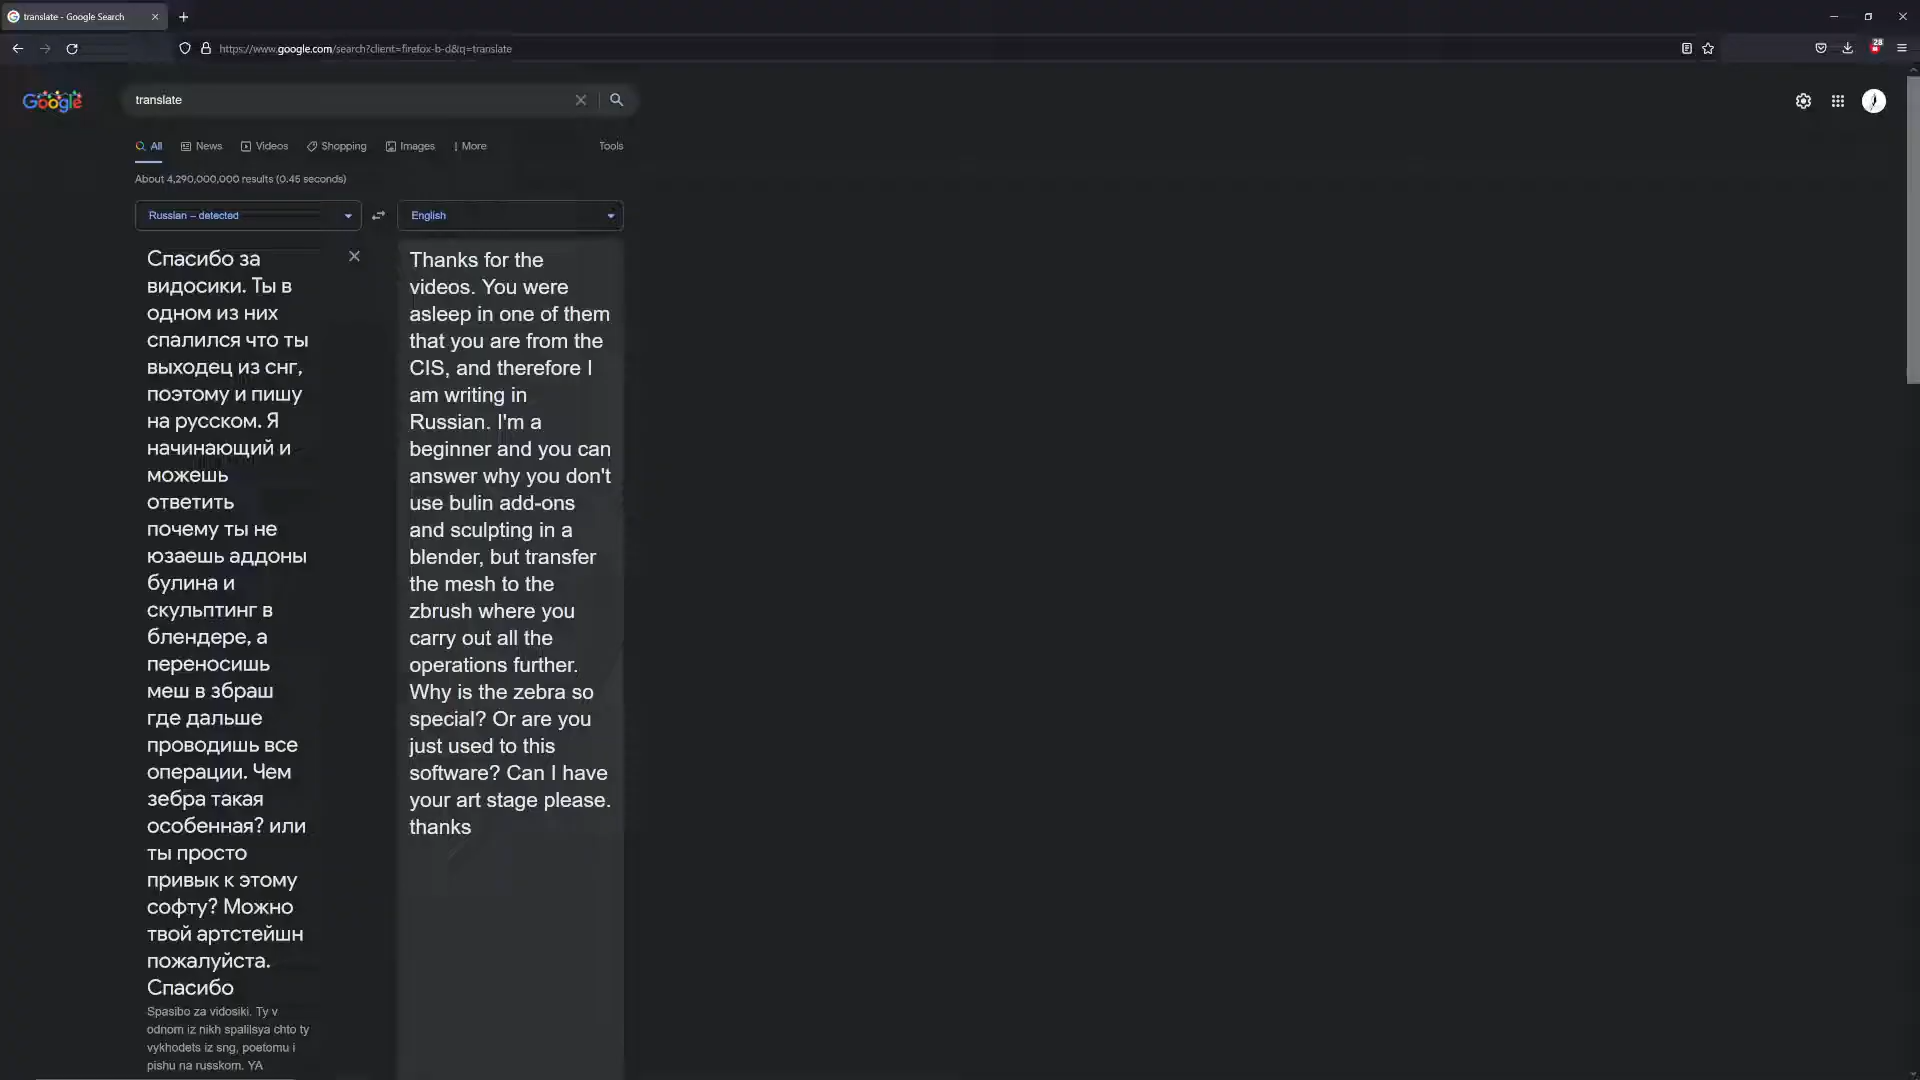 translate - Google Search
https://www.google.com/search?client=firefox-b-d&q=translate
28
Google
translate
All
News
Videos
Shopping
Images
More
Tools
About 4,290,000,000 results (0.45 seconds)
Russian – detected
English
Спасибо за
видосики. Ты в
одном из них
спалился что ты
выходец из снг,
поэтому и пишу
на русском. Я
начинающий и
можешь
ответить
почему ты не
юзаешь аддоны
булина и
скульптинг в
блендере, а
переносишь
меш в збраш
где дальше
проводишь все
операции. Чем
зебра такая
особенная? или
ты просто
привык к этому
софту? Можно
твой артстейшн
пожалуйста.
Спасибо
Spasibo za vidosiki. Ty v
odnom iz nikh spalilsya chto ty
vykhodets iz sng, poetomu i
pishu na russkom. YA
Thanks for the
videos. You were
asleep in one of them
that you are from the
CIS, and therefore I
am writing in
Russian. I'm a
beginner and you can
answer why you don't
use bulin add-ons
and sculpting in a
blender, but transfer
the mesh to the
zbrush where you
carry out all the
operations further.
Why is the zebra so
special? Or are you
just used to this
software? Can I have
your art stage please.
thanks